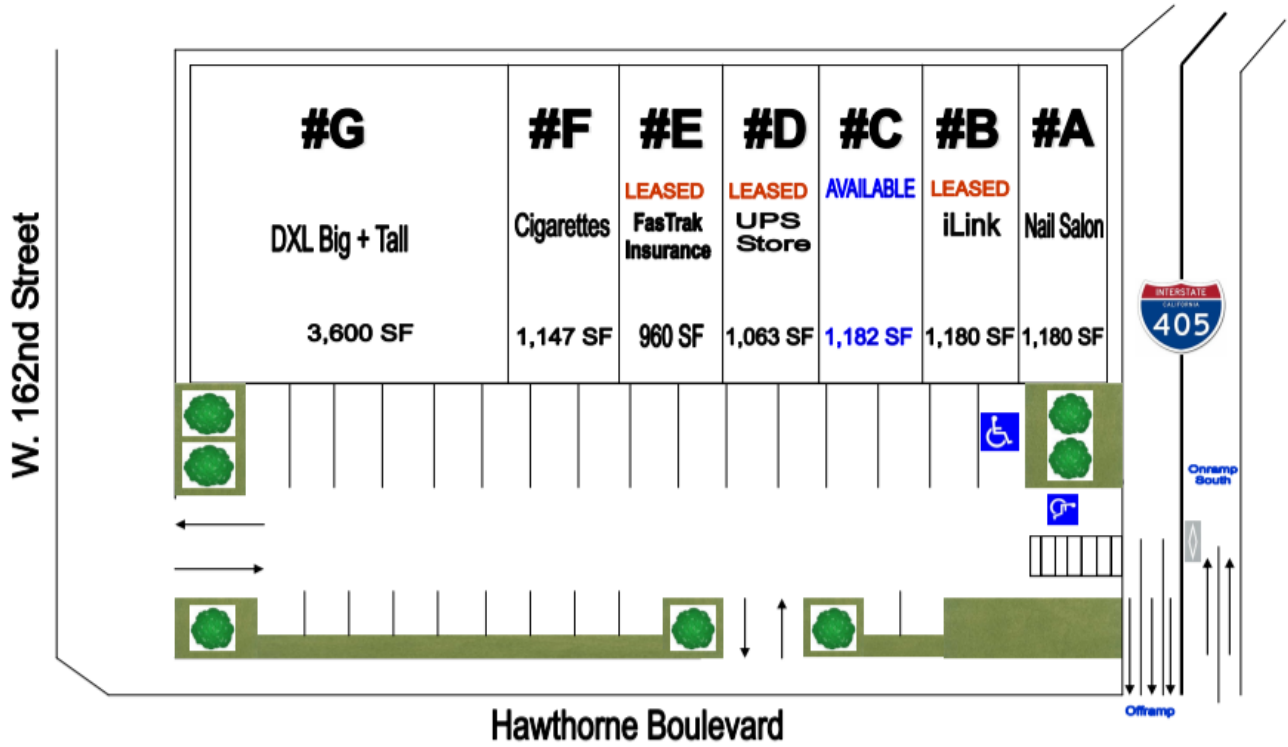 #G
#F
#E
#D
#C
#B
#A
LEASED
LEASED
AVAILABLE
LEASED
DXL Big + Tall
Cigarettes
FasTrak
Insurance
UPS
Store
iLink
Nail Salon
3,600 SF
1,147 SF
960 SF
1,063 SF
1,182 SF
1,180 SF
1,180 SF
W. 162nd Street
INTERSTATE
CALIFORNIA
405
Onramp
South
Offramp
Hawthorne Boulevard